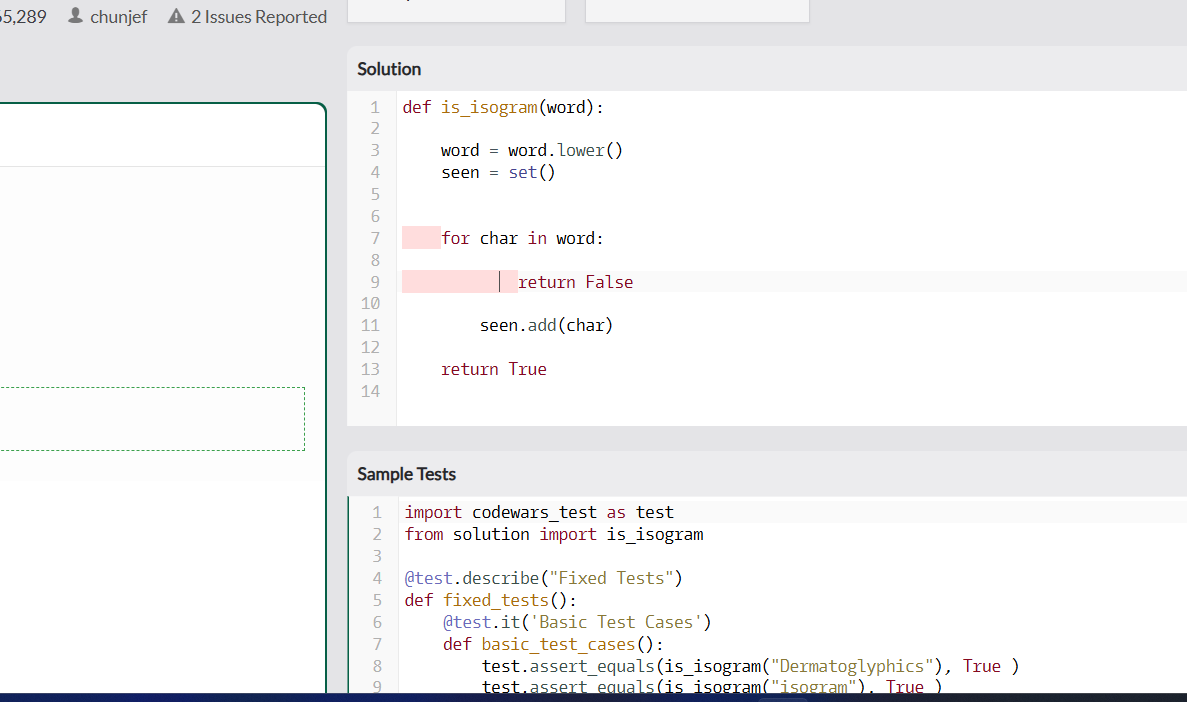 5,289 chunjef 2 Issues Reported
Solution
1 def is_isogram(word):
2
3 word = word.lower()
4 seen = set()
5
6
7 for char in word:
8
9 return False
10
11 seen.add(char)
12
13 return True
14
Sample Tests
1 import codewars_test as test
2 from solution import is_isogram
3
4 @test.describe("Fixed Tests")
5 def fixed_tests():
6 @test.it('Basic Test Cases')
7 def basic_test_cases():
8 test.assert_equals(is_isogram("Dermatoglyphics"), True )
9 test.assert_equals(is_isogram("isogram"), True )